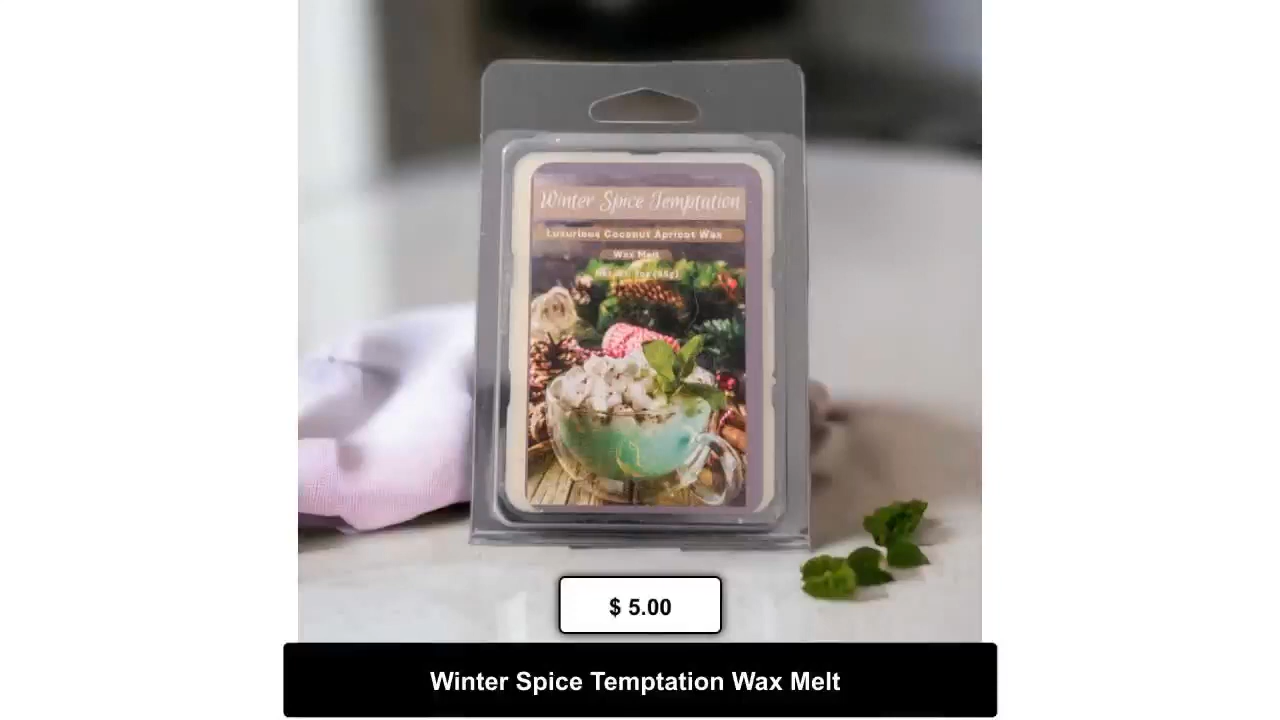 Winter Spice Temptation
Luxurious Coconut Apricot Wax
Wax Melt
$ 5.00
Winter Spice Temptation Wax Melt